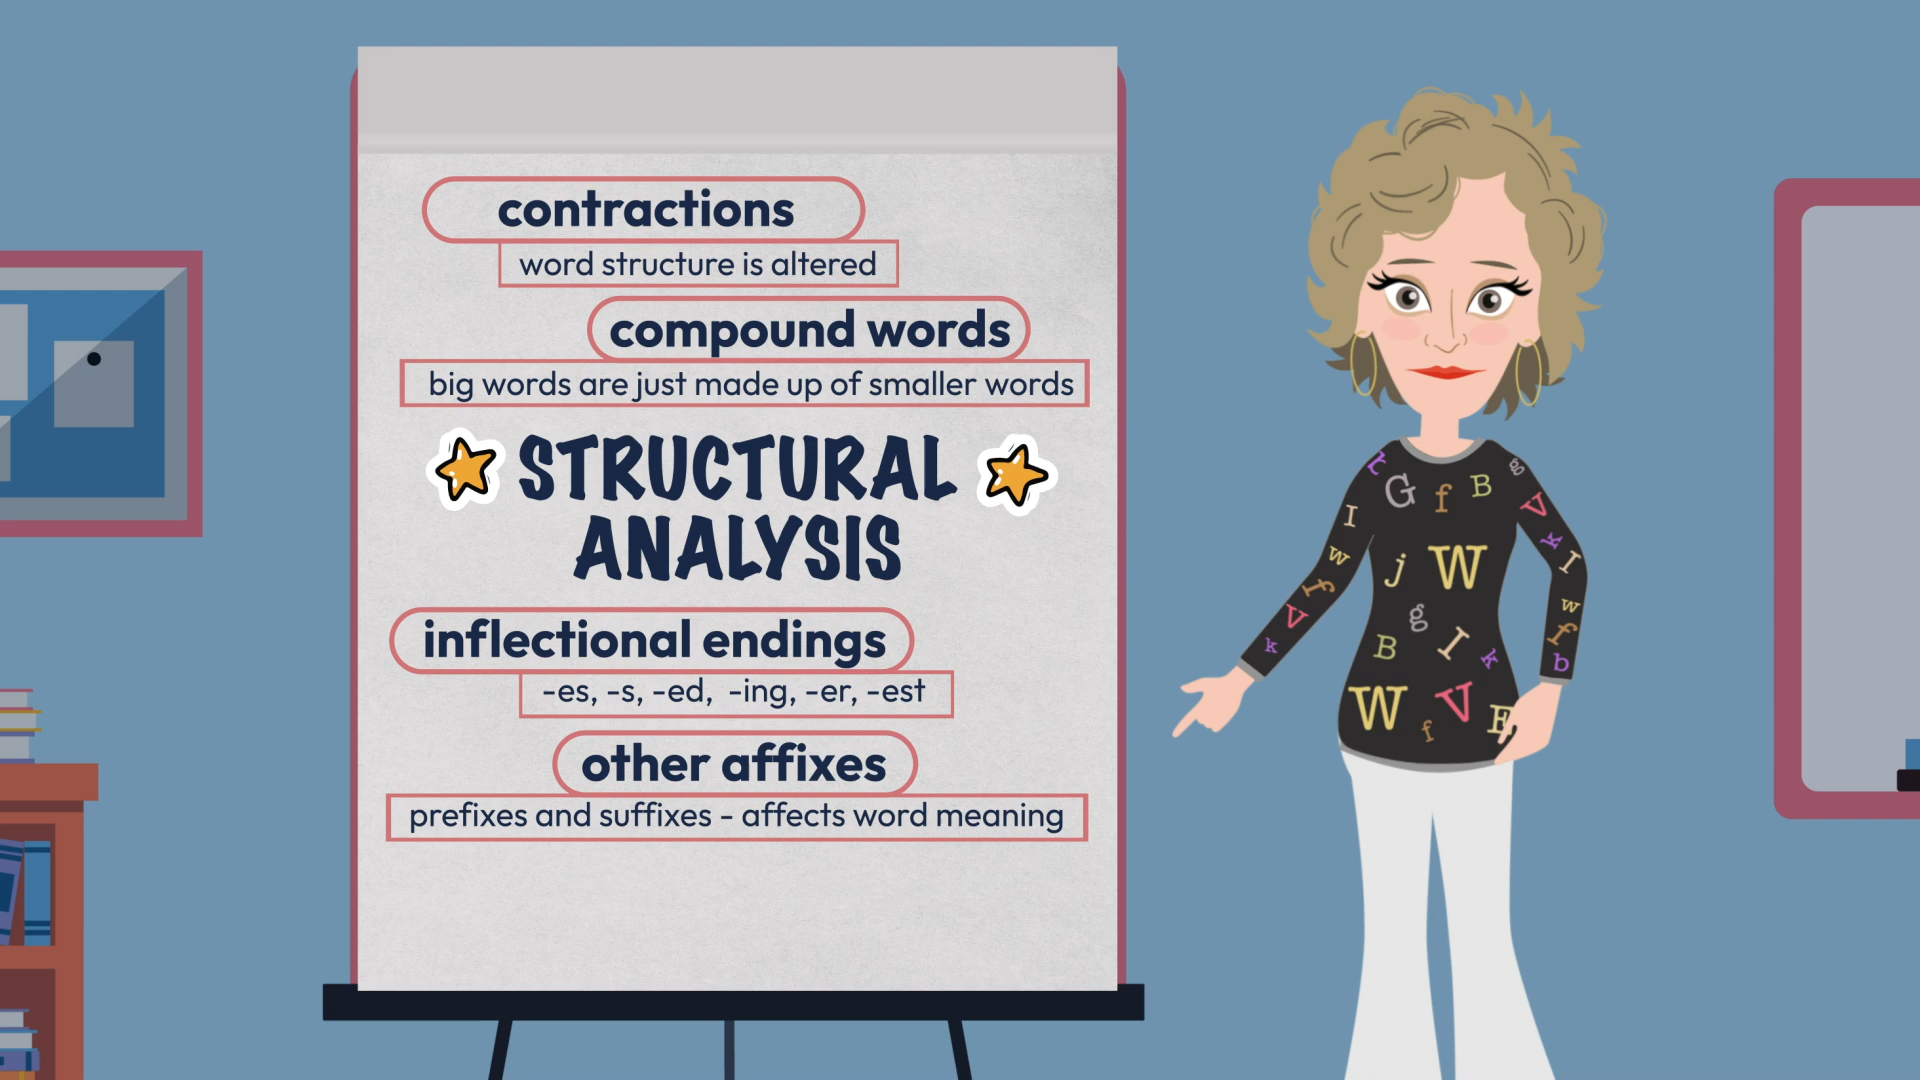 contractions
word structure is altered
compound words
big words are just made up of smaller words
STRUCTURAL
ANALYSIS
inflectional endings
-es, -s, -ed, -ing, -er, -est
other affixes
prefixes and suffixes - affects word meaning
t G f B g
I V k I
w j W w
f g f
V B I k b
k W f V E